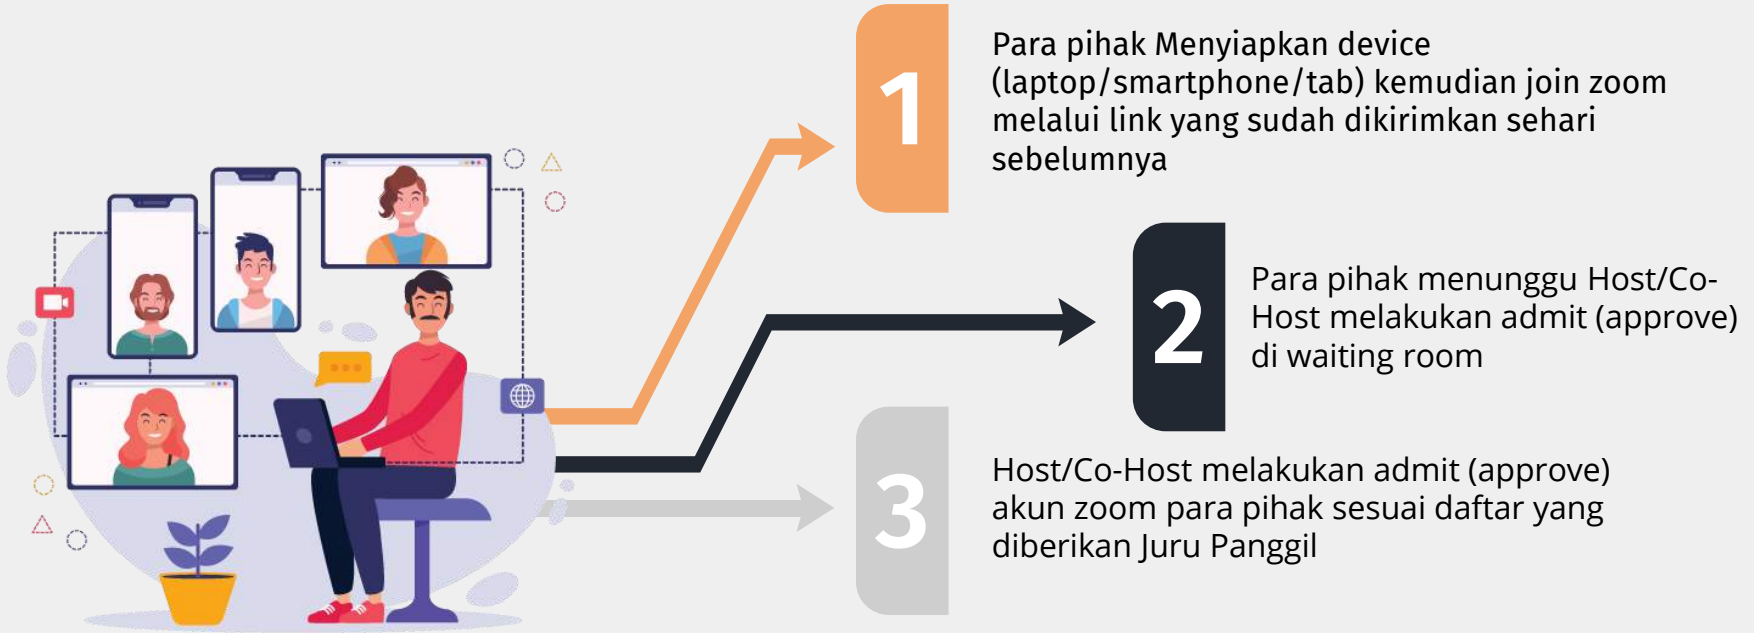 1
Para pihak Menyiapkan device
(laptop/smartphone/tab) kemudian join zoom
melalui link yang sudah dikirimkan sehari
sebelumnya
2
Para pihak menunggu Host/Co-
Host melakukan admit (approve)
di waiting room
3
Host/Co-Host melakukan admit (approve)
akun zoom para pihak sesuai daftar yang
diberikan Juru Panggil